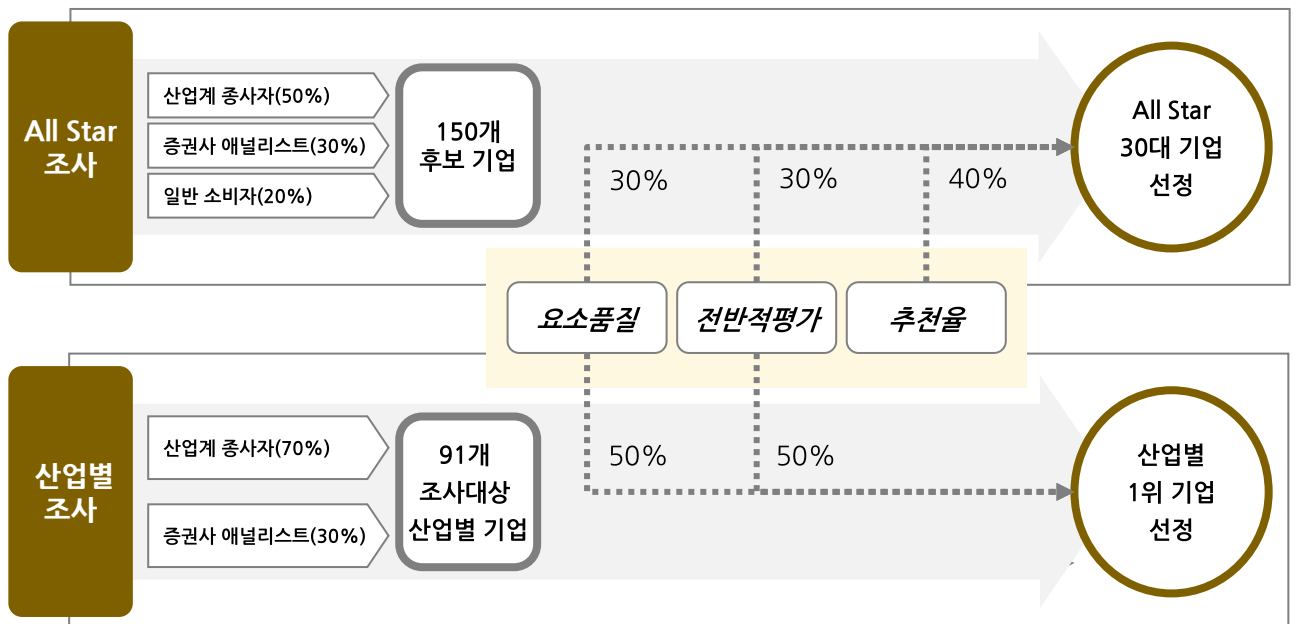 All Star
조사
산업계 종사자(50%)
증권사 애널리스트(30%)
일반 소비자(20%)
150개
후보 기업
30%
30%
40%
All Star
30대 기업
선정
요소품질
전반적평가
추천율
산업별
조사
산업계 종사자(70%)
증권사 애널리스트(30%)
91개
조사대상
산업별 기업
50%
50%
산업별
1위 기업
선정